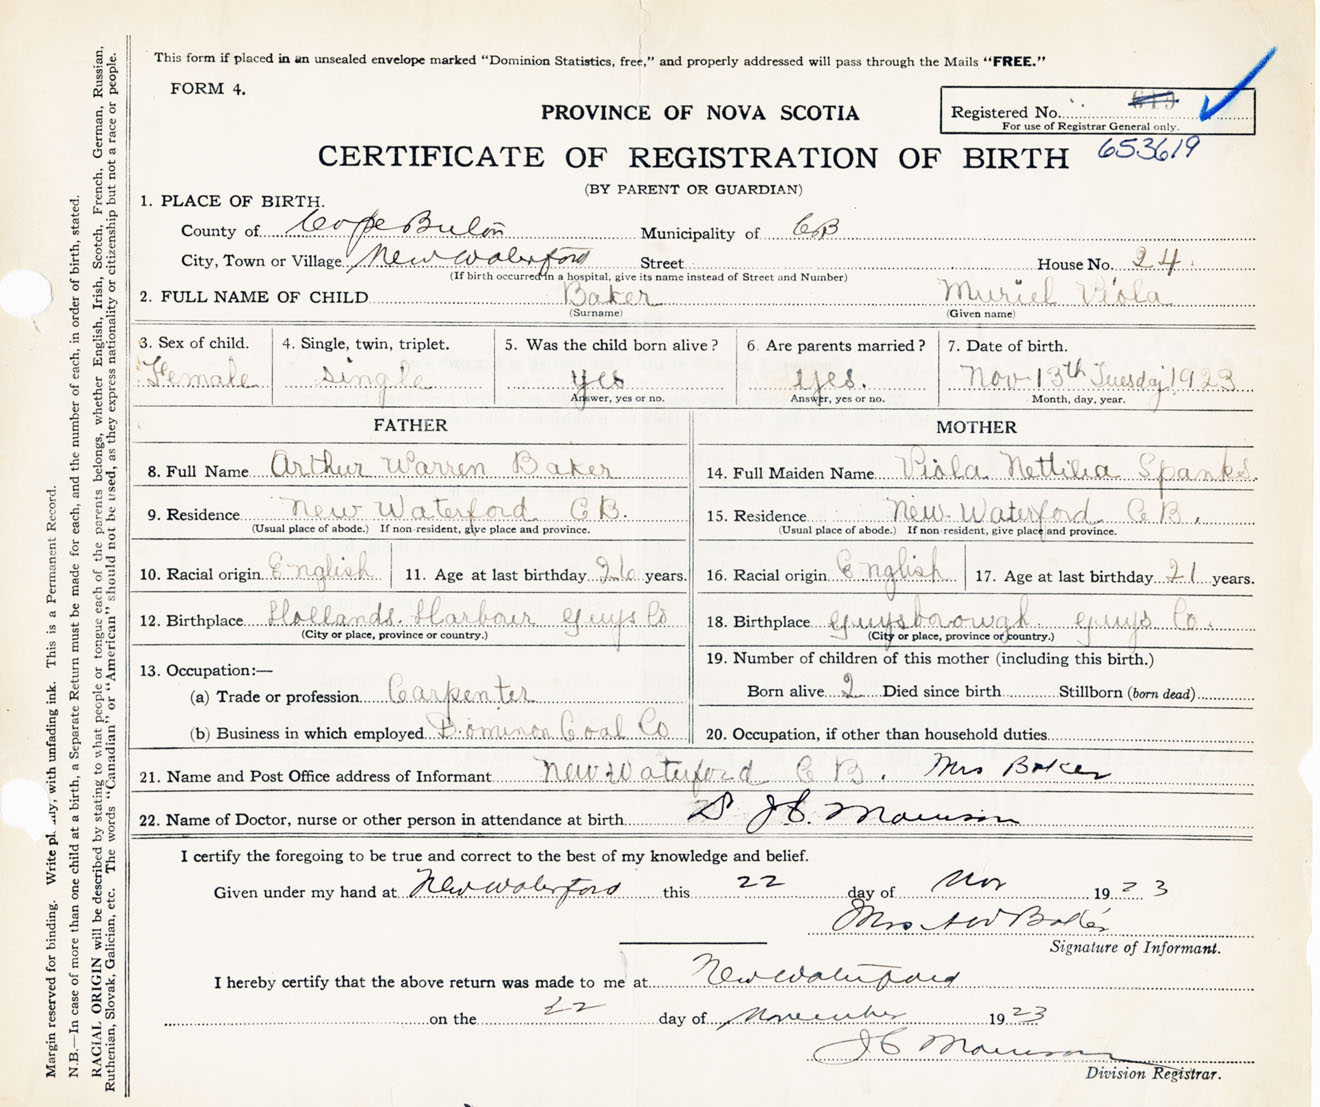 This form if placed in an unsealed envelope marked "Dominion Statistics, free," and properly addressed will pass through the Mails "FREE."
FORM 4.
PROVINCE OF NOVA SCOTIA
Registered No. 619
For use of Registrar General only.
653619
CERTIFICATE OF REGISTRATION OF BIRTH
(BY PARENT OR GUARDIAN)
1. PLACE OF BIRTH.
County of Cape Breton Municipality of CB
City, Town or Village New Waterford Street House No. 24
(If birth occurred in a hospital, give its name instead of Street and Number)
2. FULL NAME OF CHILD Baker Muriel Viola
(Surname) (Given name)
3. Sex of child. 4. Single, twin, triplet. 5. Was the child born alive? 6. Are parents married? 7. Date of birth.
Female single yes yes. Nov 13th Tuesday 1923
Answer, yes or no. Answer, yes or no. Month, day, year.
FATHER MOTHER
8. Full Name Arthur Warren Baker 14. Full Maiden Name Viola Nettilia Spanks
9. Residence New Waterford C B. 15. Residence New Waterford C B.
(Usual place of abode.) If non-resident, give place and province. (Usual place of abode.) If non-resident, give place and province.
10. Racial origin English 11. Age at last birthday 26 years. 16. Racial origin English 17. Age at last birthday 21 years.
12. Birthplace Hollands Harbour Guys Co 18. Birthplace Guysborough Guys Co.
(City or place, province or country.) (City or place, province or country.)
13. Occupation:— 19. Number of children of this mother (including this birth.)
(a) Trade or profession Carpenter Born alive 2 Died since birth Stillborn (born dead)
(b) Business in which employed Dominon Coal Co 20. Occupation, if other than household duties
21. Name and Post Office address of Informant New Waterford C B. Mrs Baker
22. Name of Doctor, nurse or other person in attendance at birth Dr J C. Morrison
I certify the foregoing to be true and correct to the best of my knowledge and belief.
Given under my hand at New Waterford this 22 day of Nov 1923
Mrs A W Baker
Signature of Informant.
I hereby certify that the above return was made to me at New Waterford
on the 22 day of November 1923
J C Morrison
Division Registrar.
Margin reserved for binding. Write plainly, with unfading ink. This is a Permanent Record.
N.B.—In case of more than one child at a birth, a Separate Return must be made for each, and the number of each, in order of birth, stated.
RACIAL ORIGIN will be described by stating to what people or tongue each of the parents belongs, whether English, Irish, Scotch, French, German, Russian,
Ruthenian, Slovak, Galician, etc. The words "Canadian" or "American" should not be used, as they express nationality or citizenship but not a race or people.